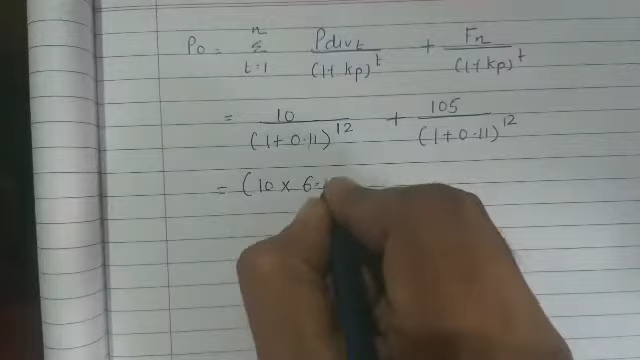 P0 = n Σ t=1 Pdivt/(1+kp)^t + Fn/(1+kp)^t
= 10/(1+0.11)^12 + 105/(1+0.11)^12
= (10 × 6.